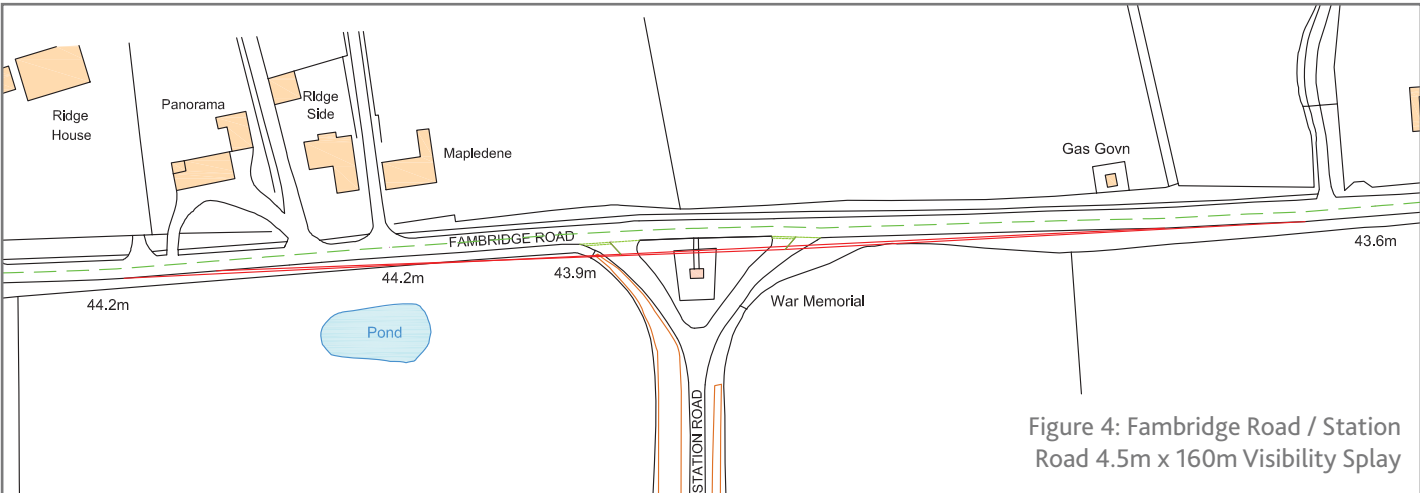 Ridge
House
Panorama
RIdge
Side
Mapledene
Gas Govn
FAMBRIDGE ROAD
44.2m
44.2m
43.9m
43.6m
Pond
War Memorial
STATION ROAD
Figure 4: Fambridge Road / Station
Road 4.5m x 160m Visibility Splay